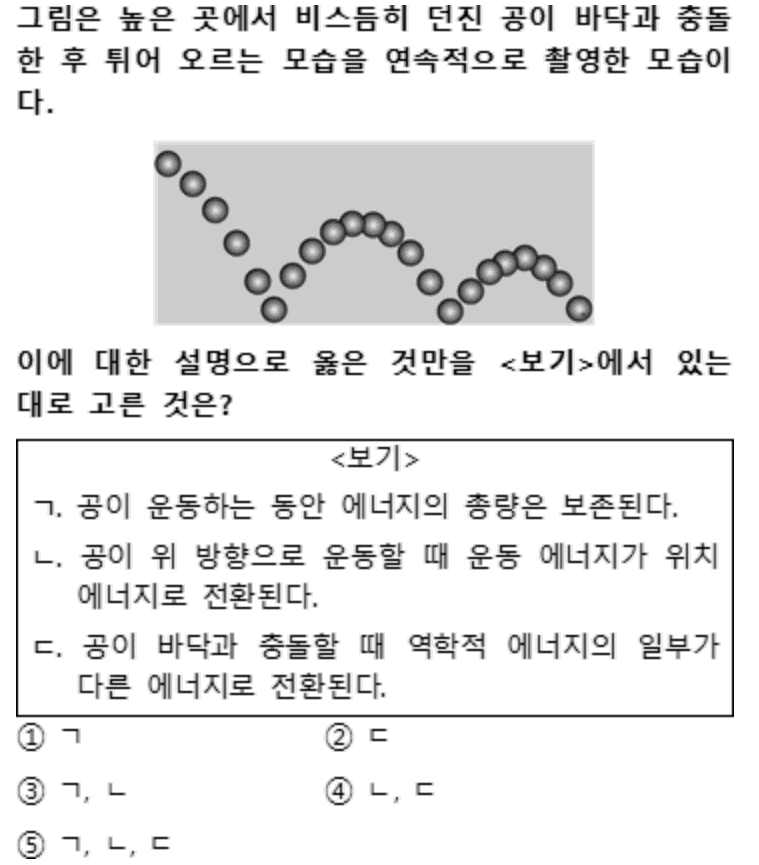 그림은 높은 곳에서 비스듬히 던진 공이 바닥과 충돌
한 후 튀어 오르는 모습을 연속적으로 촬영한 모습이
다.
이에 대한 설명으로 옳은 것만을 <보기>에서 있는
대로 고른 것은?
<보기>
ㄱ. 공이 운동하는 동안 에너지의 총량은 보존된다.
ㄴ. 공이 위 방향으로 운동할 때 운동 에너지가 위치
에너지로 전환된다.
ㄷ. 공이 바닥과 충돌할 때 역학적 에너지의 일부가
다른 에너지로 전환된다.
① ㄱ ② ㄷ
③ ㄱ, ㄴ ④ ㄴ, ㄷ
⑤ ㄱ, ㄴ, ㄷ